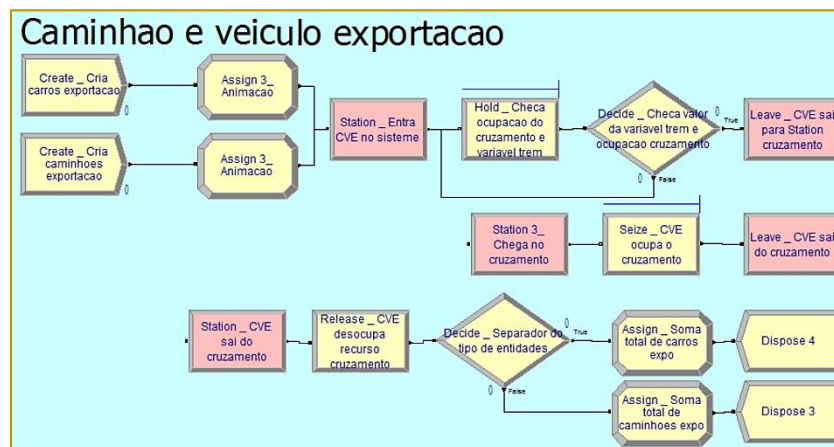 Caminhao e veiculo exportacao
Create _ Cria
carros exportacao
0
Assign 3_
Animacao
Create _ Cria
caminhoes
exportacao
0
Assign 3_
Animacao
Station _ Entra
CVE no sistema
Hold _ Checa
ocupacao do
cruzamento e
variavel trem
Decide _ Checa valor
da variavel trem e
ocupacao cruzamento
0
True
0
False
Leave _ CVE sai
para Station
cruzamento
Station 3_
Chega no
cruzamento
Seize _ CVE
ocupa o
cruzamento
Leave _ CVE sai
do cruzamento
Station _ CVE
sai do
cruzamento
Release _ CVE
desocupa
recurso
cruzamento
Decide _ Separador do
tipo de entidades
0
True
0
False
Assign _ Soma
total de carros
expo
Dispose 4
Assign _ Soma
total de
caminhoes expo
Dispose 3